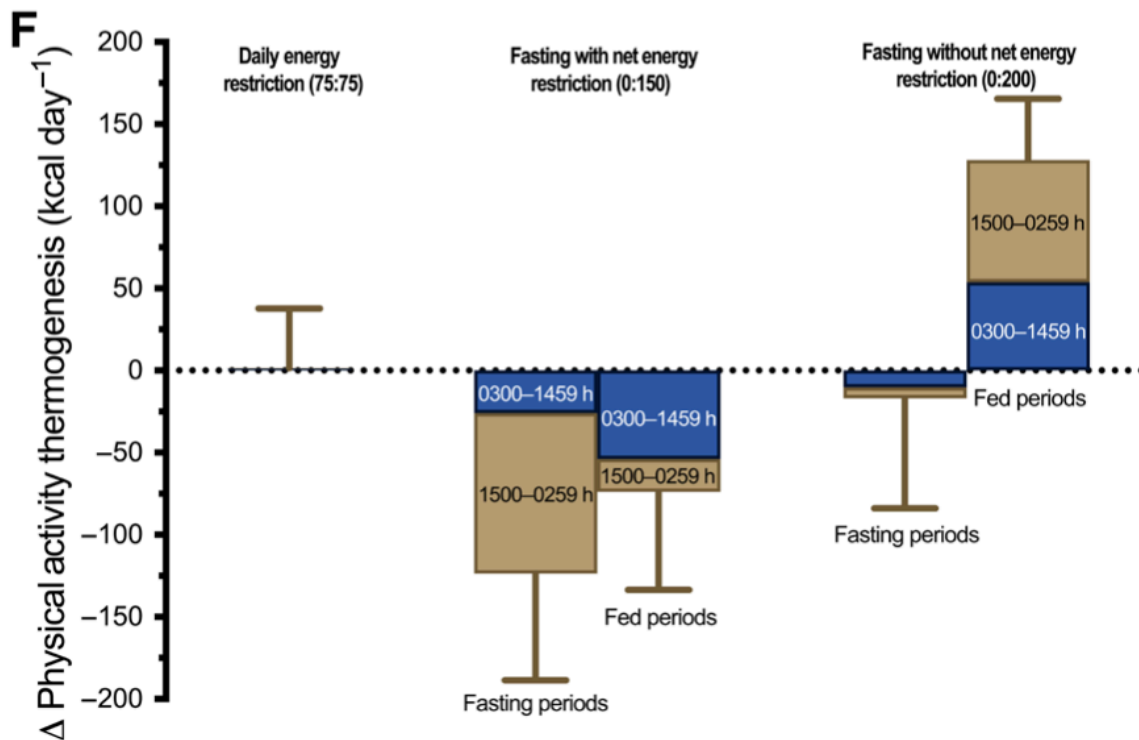 F
Δ Physical activity thermogenesis (kcal day⁻¹)
200
150
100
50
0
−50
−100
−150
−200
Daily energy
restriction (75:75)
Fasting with net energy
restriction (0:150)
Fasting without net energy
restriction (0:200)
0300–1459 h
1500–0259 h
Fasting periods
0300–1459 h
1500–0259 h
Fed periods
Fasting periods
1500–0259 h
0300–1459 h
Fed periods